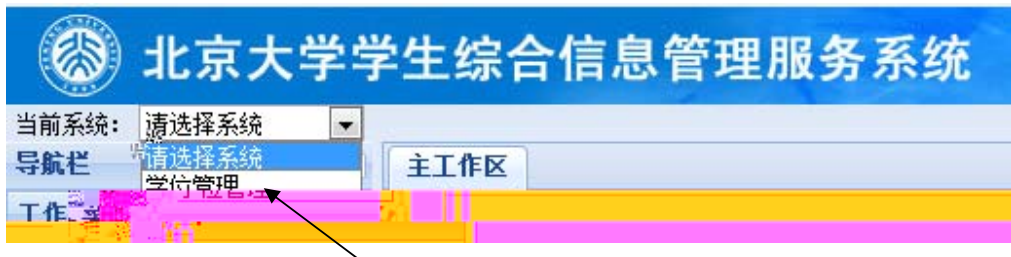 北京大学学生综合信息管理服务系统
当前系统： 请选择系统
导航栏 请选择系统 主工作区
学位管理
工作